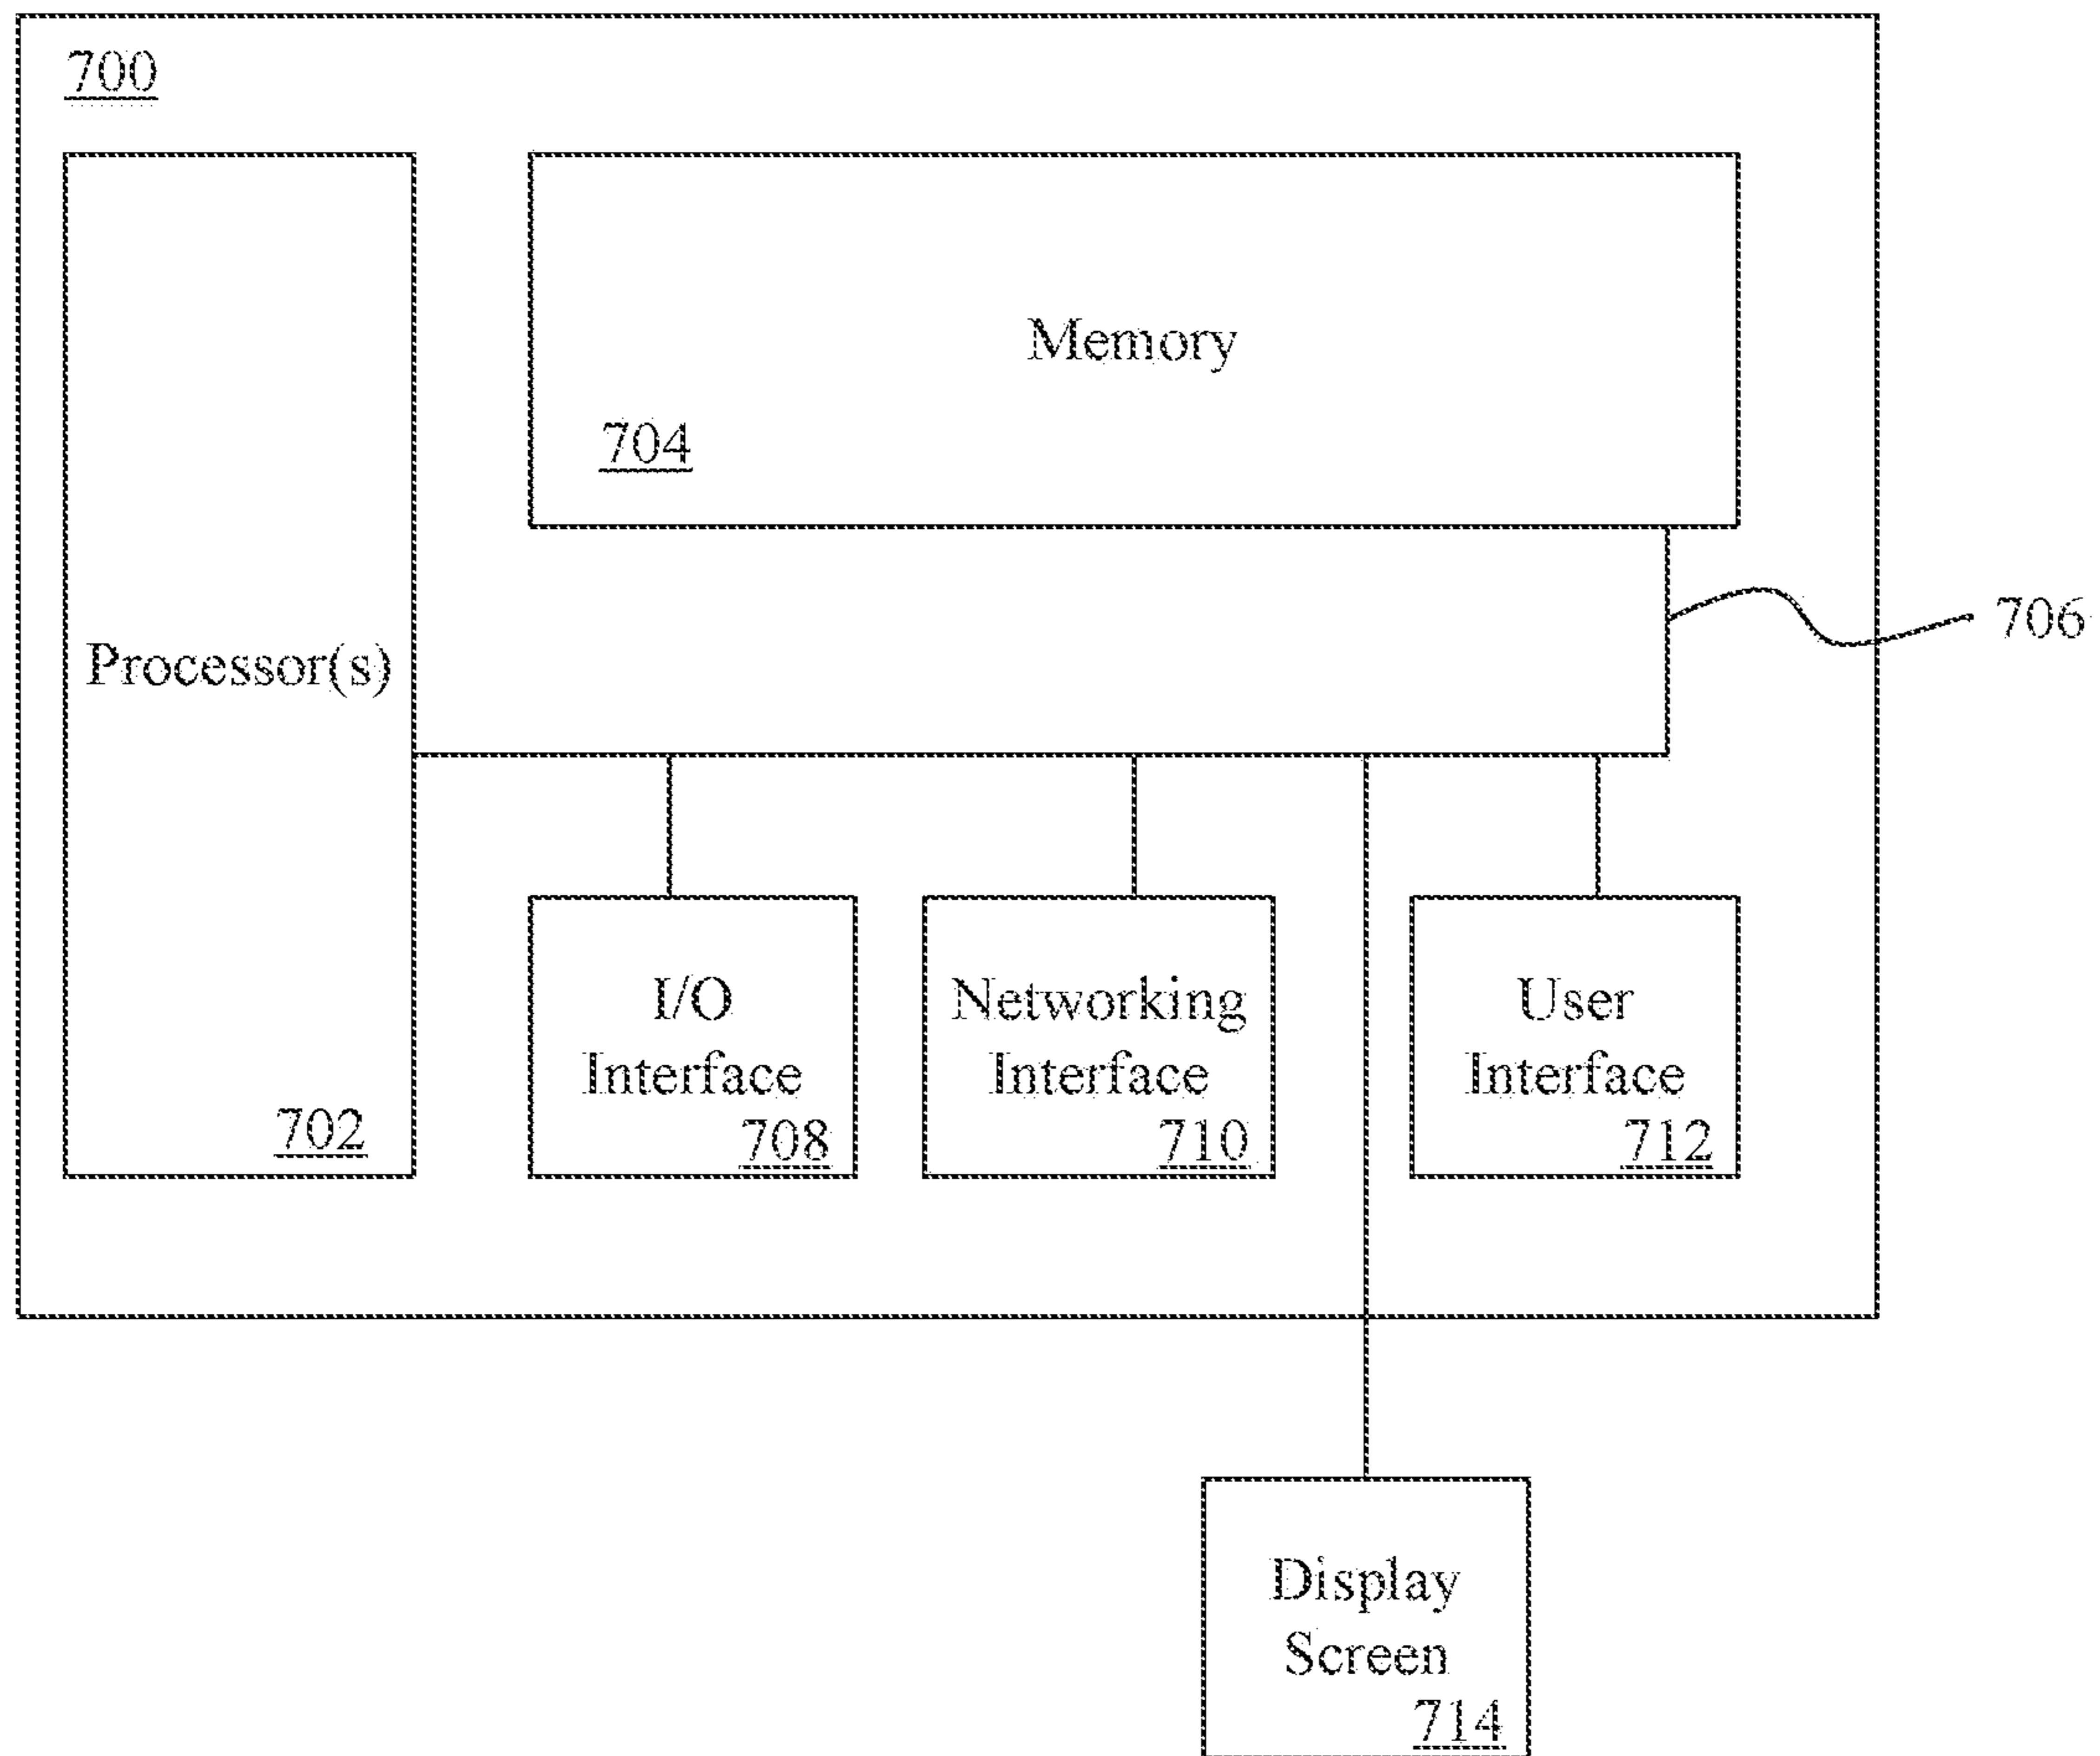 700
Memory
704
706
Processor(s)
702
I/O
Interface
708
Networking
Interface
710
User
Interface
712
Display
Screen
714